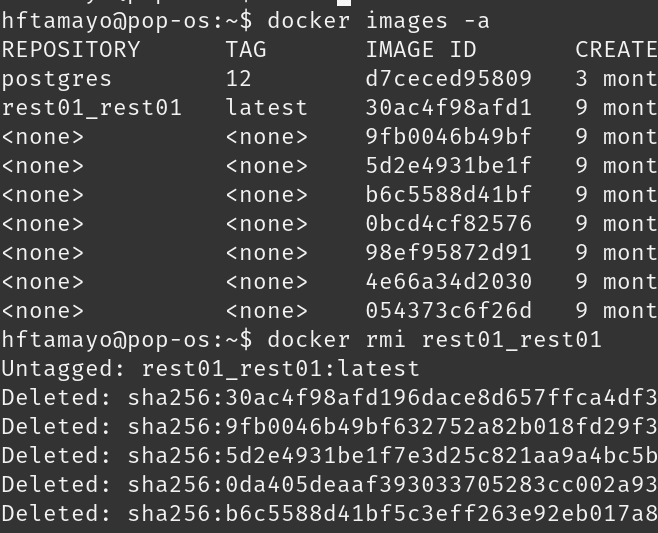 hftamayo@pop-os:~$ docker images -a
REPOSITORY TAG IMAGE ID CREATE
postgres 12 d7ceced95809 3 mont
rest01_rest01 latest 30ac4f98afd1 9 mont
<none> <none> 9fb0046b49bf 9 mont
<none> <none> 5d2e4931be1f 9 mont
<none> <none> b6c5588d41bf 9 mont
<none> <none> 0bcd4cf82576 9 mont
<none> <none> 98ef95872d91 9 mont
<none> <none> 4e66a34d2030 9 mont
<none> <none> 054373c6f26d 9 mont
hftamayo@pop-os:~$ docker rmi rest01_rest01
Untagged: rest01_rest01:latest
Deleted: sha256:30ac4f98afd196dace8d657ffca4df3
Deleted: sha256:9fb0046b49bf632752a82b018fd29f3
Deleted: sha256:5d2e4931be1f7e3d25c821aa9a4bc5b
Deleted: sha256:0da405deaaf393033705283cc002a93
Deleted: sha256:b6c5588d41bf5c3eff263e92eb017a8